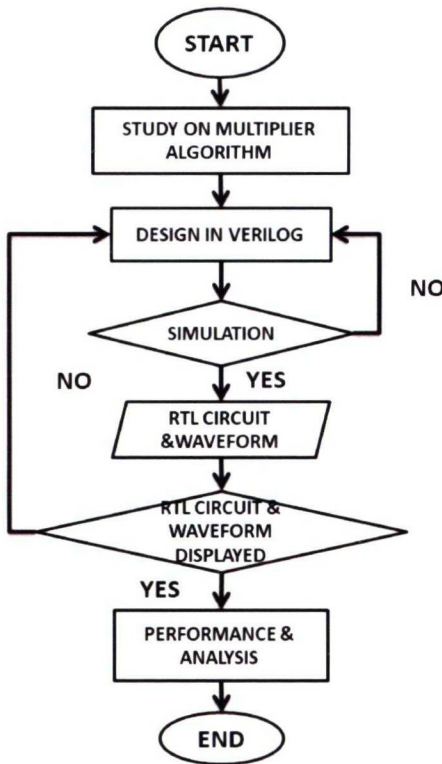 START
STUDY ON MULTIPLIER
ALGORITHM
DESIGN IN VERILOG
NO
SIMULATION
NO
YES
RTL CIRCUIT
&WAVEFORM
RTL CIRCUIT &
WAVEFORM
DISPLAYED
YES
PERFORMANCE &
ANALYSIS
END